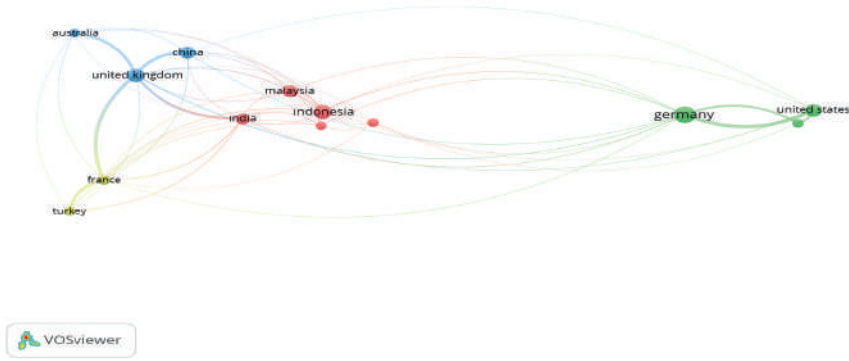 australia
china
united kingdom
malaysia
indonesia
india
germany
united states
france
turkey
VOSviewer